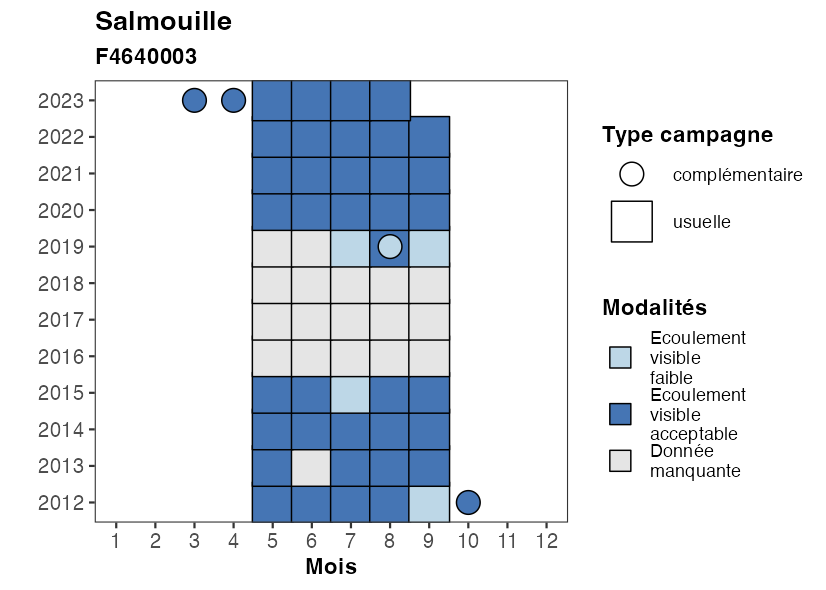 Salmouille
F4640003
2023
2022
2021
2020
2019
2018
2017
2016
2015
2014
2013
2012
1 2 3 4 5 6 7 8 9 10 11 12
Mois
Type campagne
complémentaire
usuelle
Modalités
Ecoulement
visible
faible
Ecoulement
visible
acceptable
Donnée
manquante